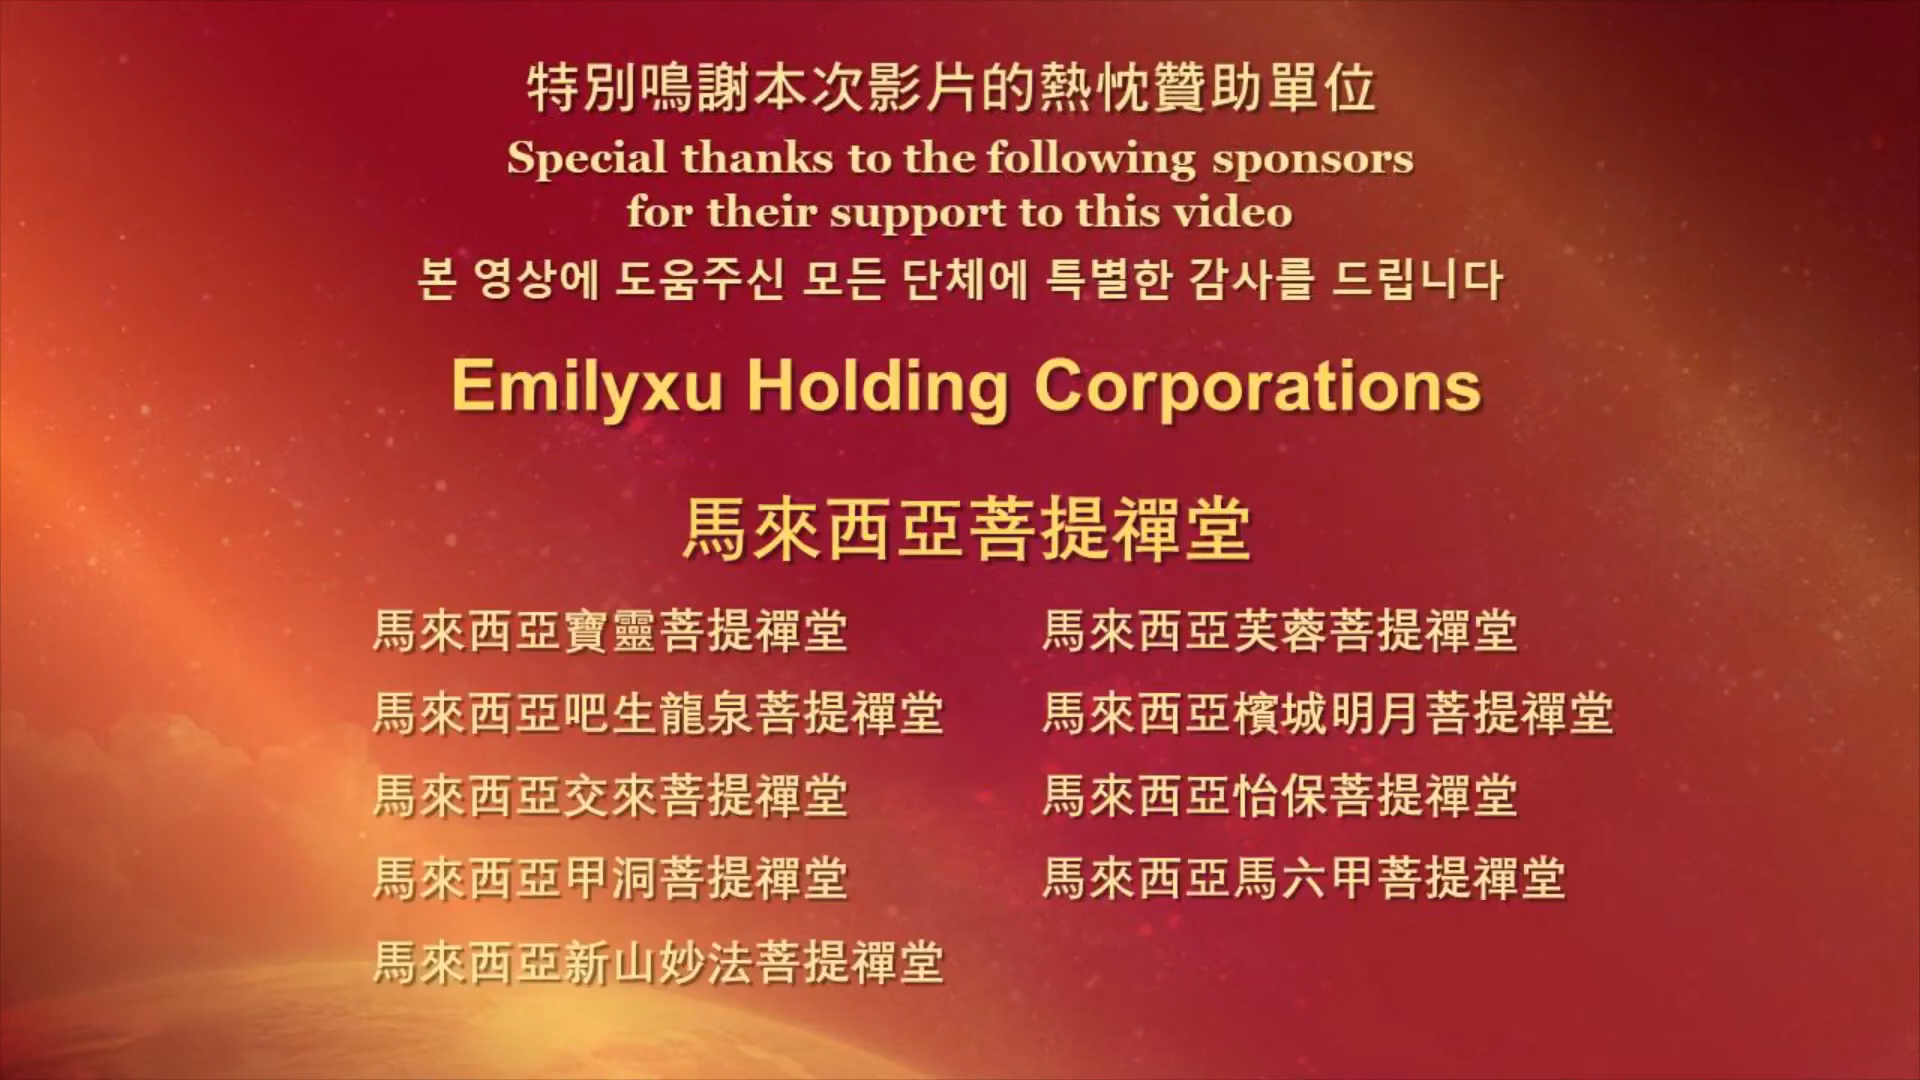 特別鳴謝本次影片的熱忱贊助單位
Special thanks to the following sponsors
for their support to this video
본 영상에 도움주신 모든 단체에 특별한 감사를 드립니다
Emilyxu Holding Corporations
馬來西亞菩提禪堂
馬來西亞寶靈菩提禪堂
馬來西亞芙蓉菩提禪堂
馬來西亞吧生龍泉菩提禪堂
馬來西亞檳城明月菩提禪堂
馬來西亞交來菩提禪堂
馬來西亞怡保菩提禪堂
馬來西亞甲洞菩提禪堂
馬來西亞馬六甲菩提禪堂
馬來西亞新山妙法菩提禪堂